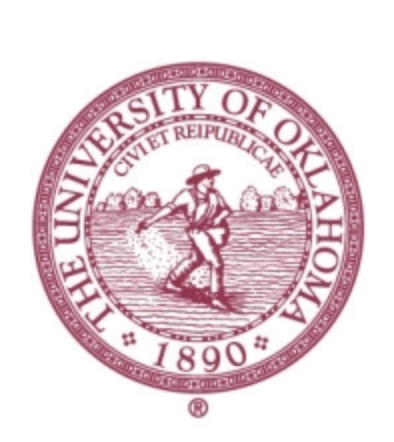 THE UNIVERSITY OF OKLAHOMA
CIVI ET REIPUBLICAE
1890
®